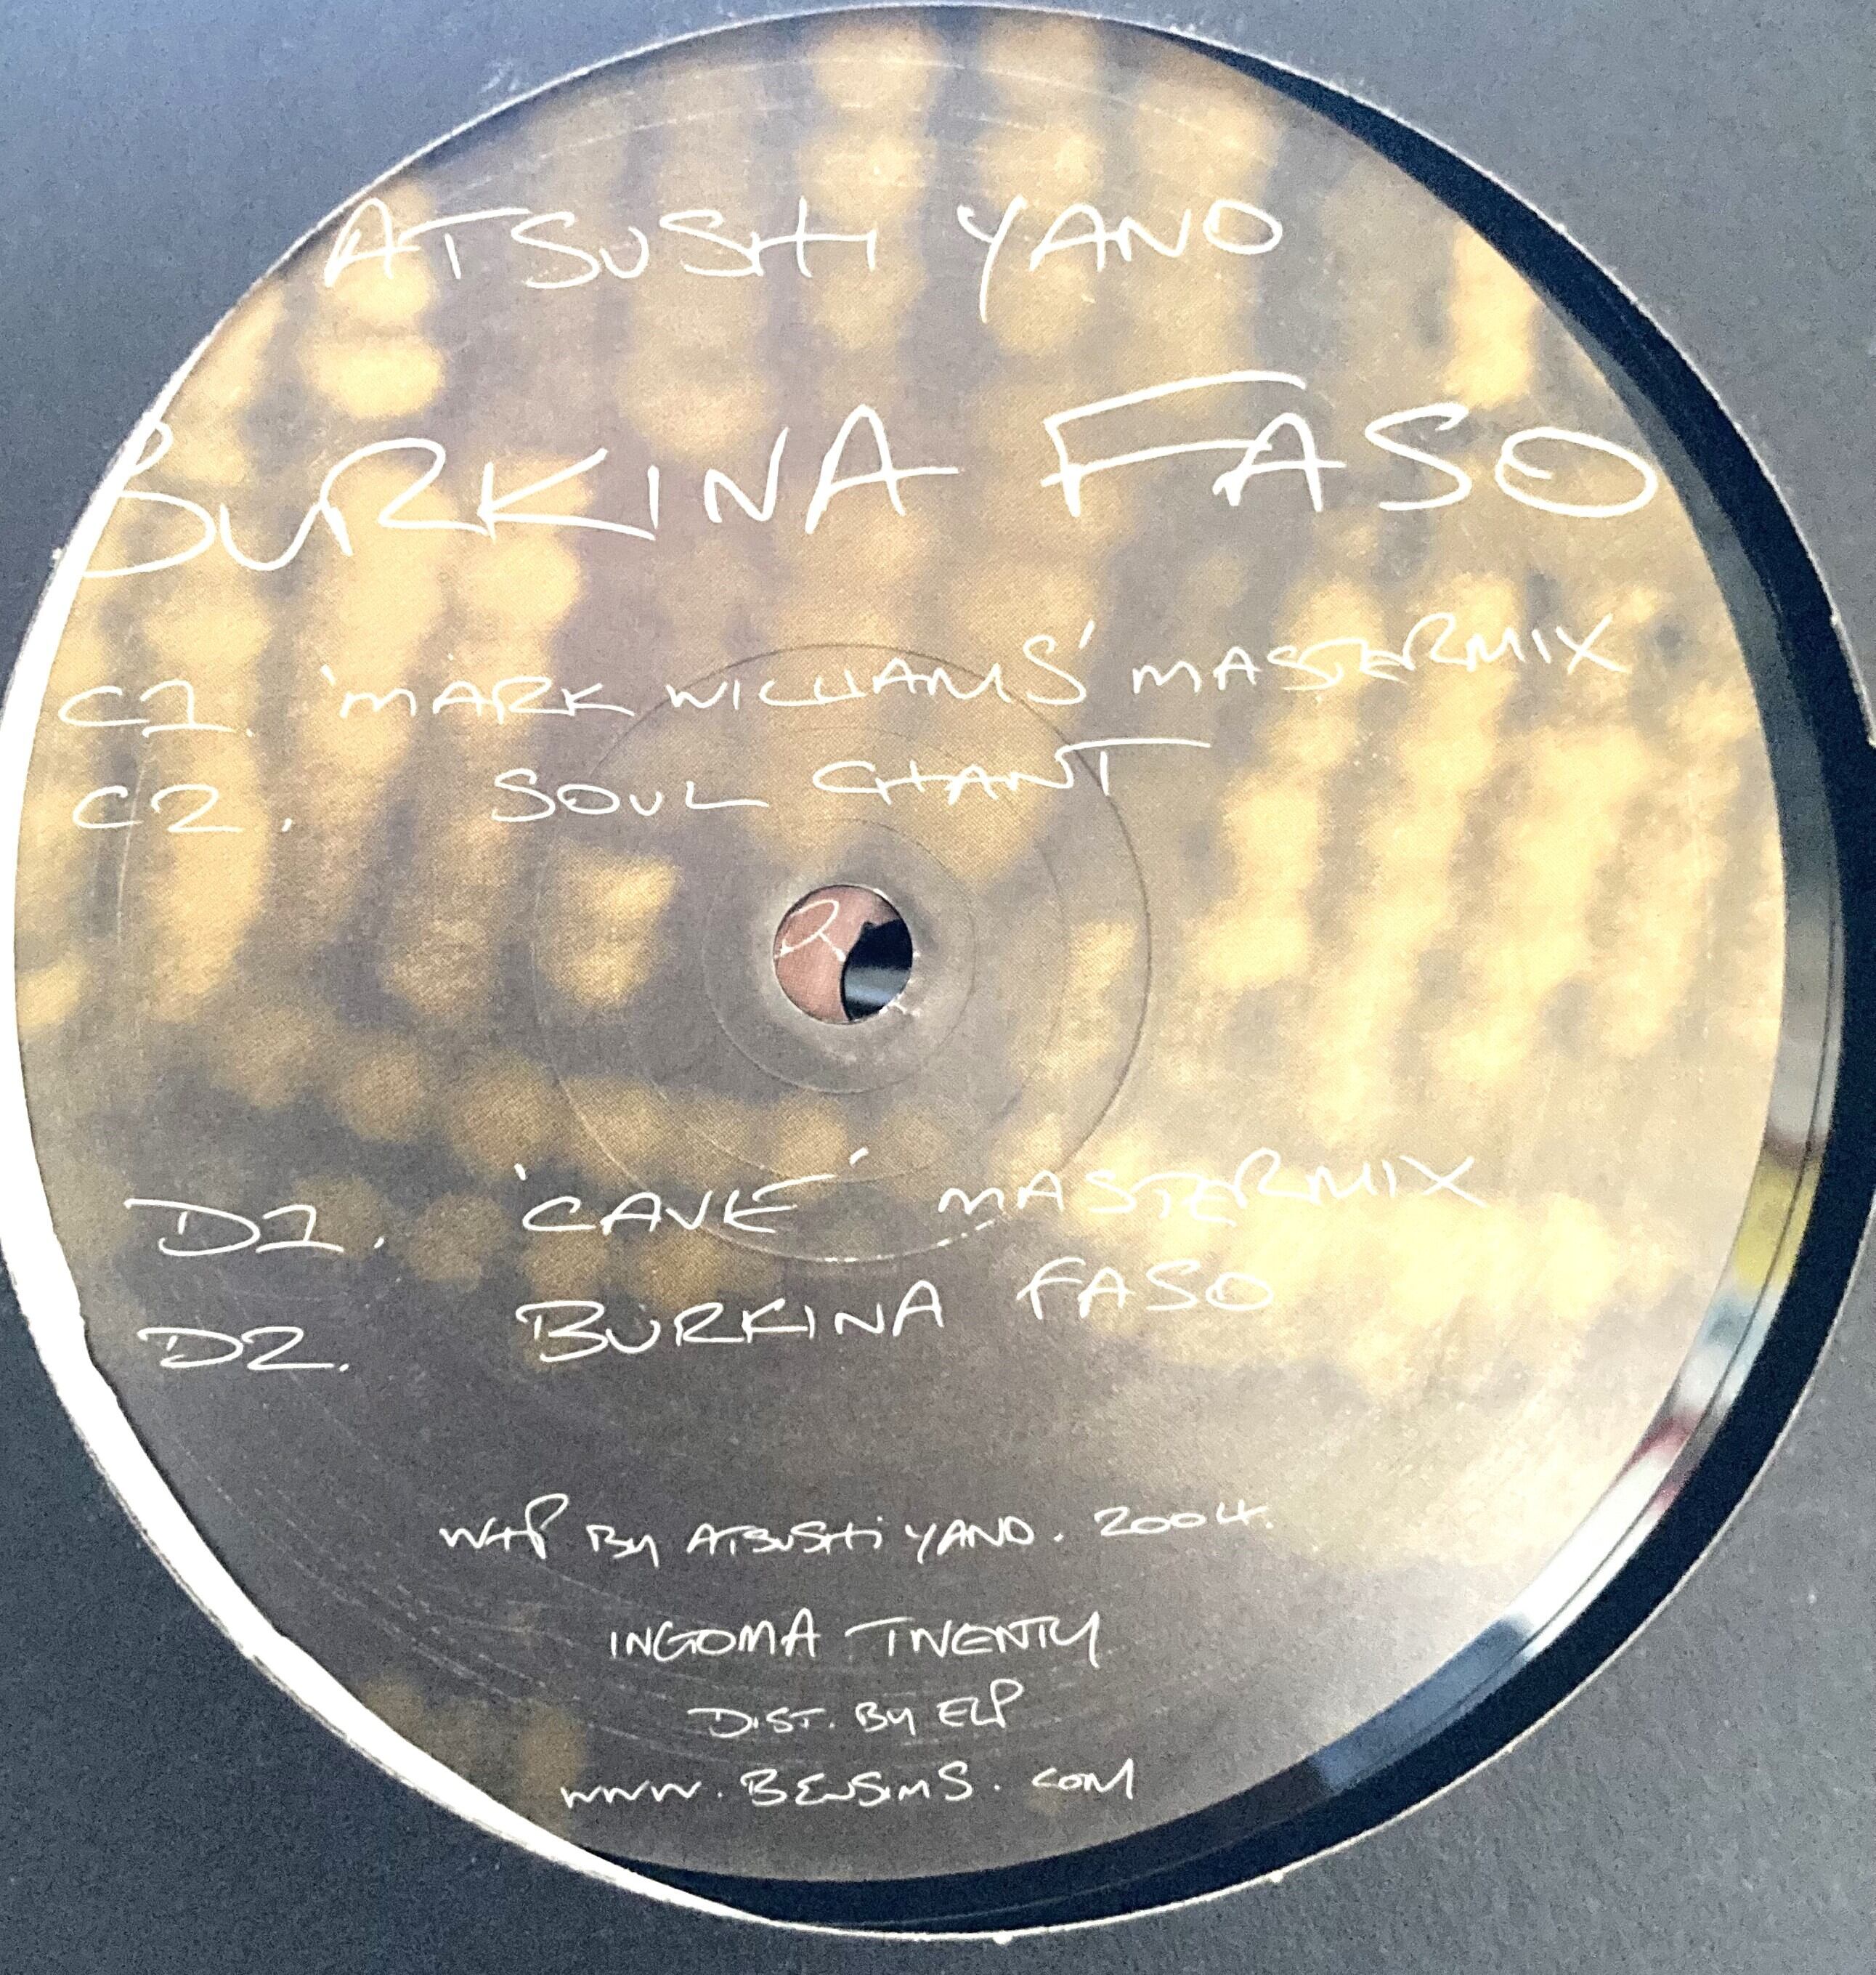 ATSUSHI YANO
BURKINA FASO
C1. 'MARK WILLIAMS' MASTERMIX
C2. SOUL CHANT
D1. 'CAVE' MASTERMIX
D2. BURKINA FASO
W+P BY ATSUSHi YANO. 2004.
INGOMA TWENTY
DIST. BY ELP
www.BENSIMS.COM